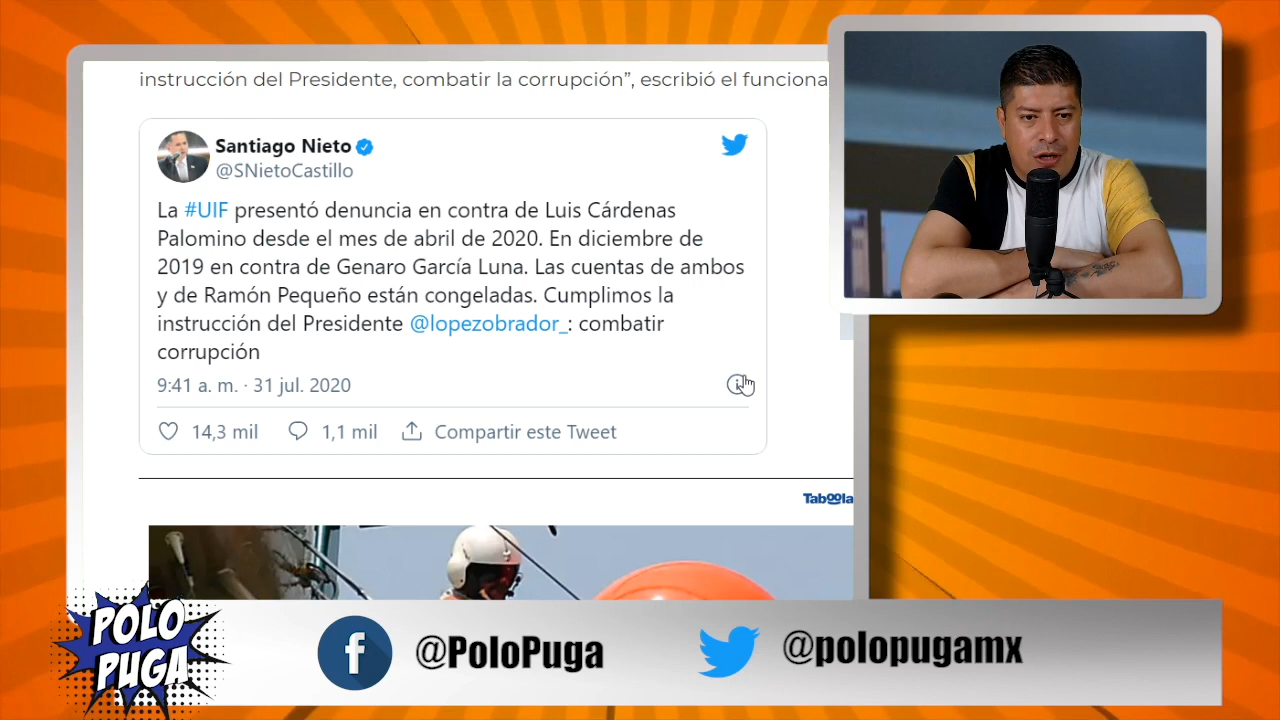 instrucción del Presidente, combatir la corrupción”, escribió el funciona
Santiago Nieto
@SNietoCastillo
La #UIF presentó denuncia en contra de Luis Cárdenas
Palomino desde el mes de abril de 2020. En diciembre de
2019 en contra de Genaro García Luna. Las cuentas de ambos
y de Ramón Pequeño están congeladas. Cumplimos la
instrucción del Presidente @lopezobrador_: combatir
corrupción
9:41 a. m. · 31 jul. 2020
14,3 mil
1,1 mil
Compartir este Tweet
Taboola
POLO
PUGA
@PoloPuga
@polopugamx